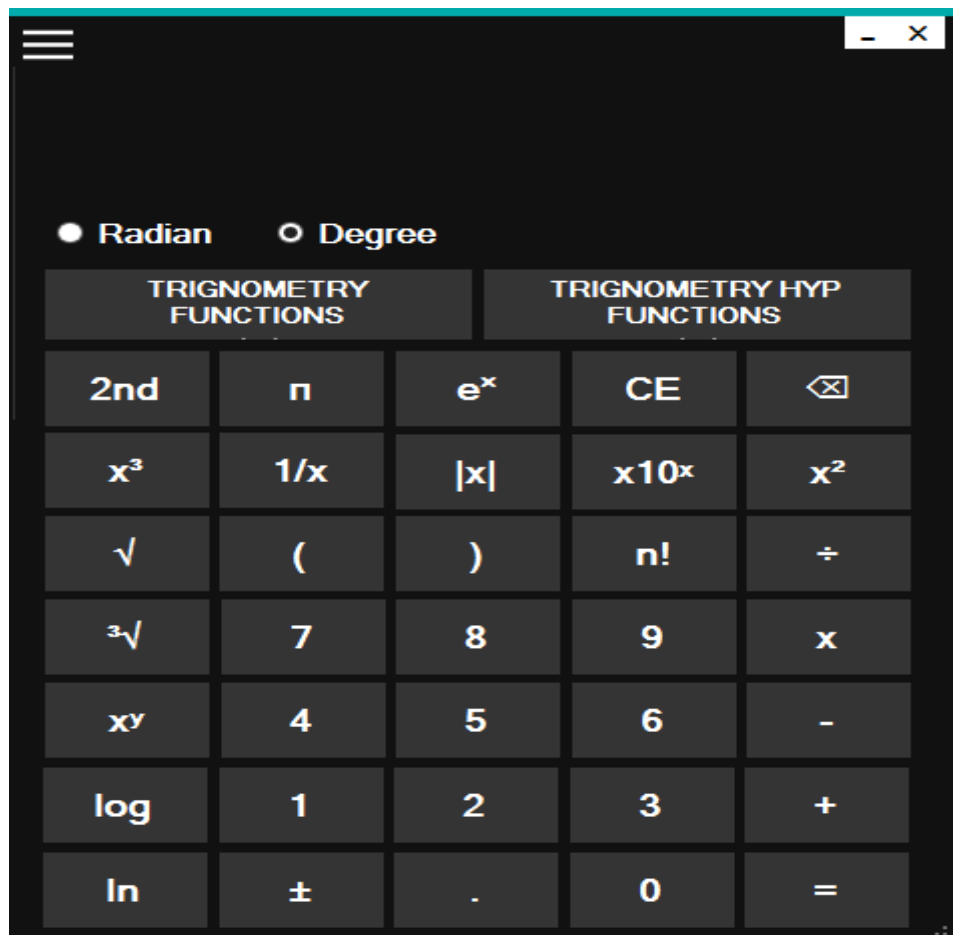 Radian Degree
TRIGNOMETRY TRIGNOMETRY HYP
FUNCTIONS FUNCTIONS
2nd п eˣ CE ⌫
x³ 1/x |x| x10ˣ x²
√ ( ) n! ÷
³√ 7 8 9 x
xʸ 4 5 6 -
log 1 2 3 +
ln ± . 0 =